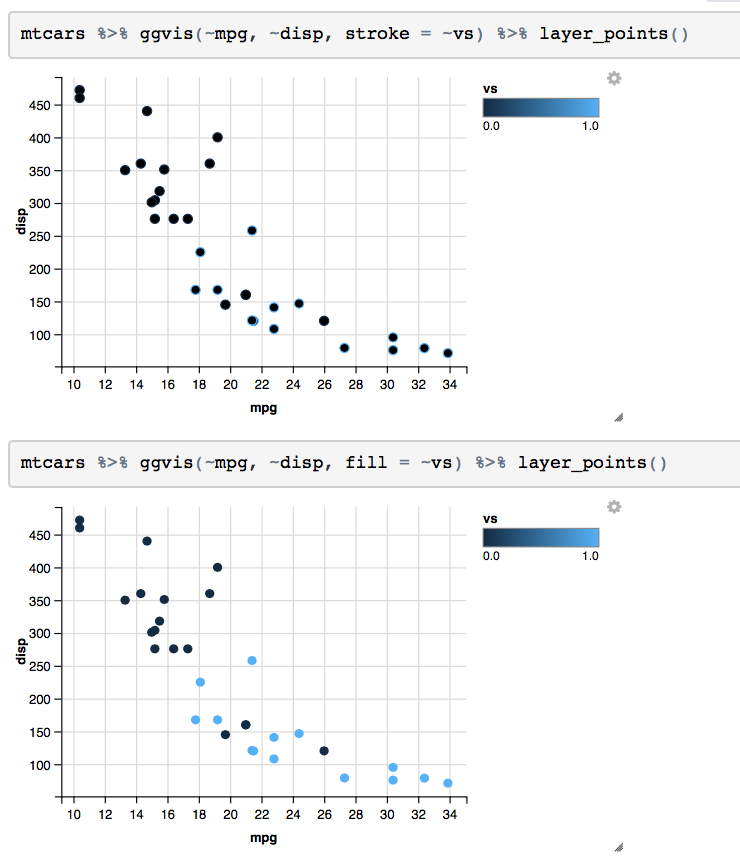 mtcars %>% ggvis(~mpg, ~disp, stroke = ~vs) %>% layer_points()
vs
0.0 1.0
450
400
350
300
250
200
150
100
disp
10 12 14 16 18 20 22 24 26 28 30 32 34
mpg
mtcars %>% ggvis(~mpg, ~disp, fill = ~vs) %>% layer_points()
vs
0.0 1.0
450
400
350
300
250
200
150
100
disp
10 12 14 16 18 20 22 24 26 28 30 32 34
mpg